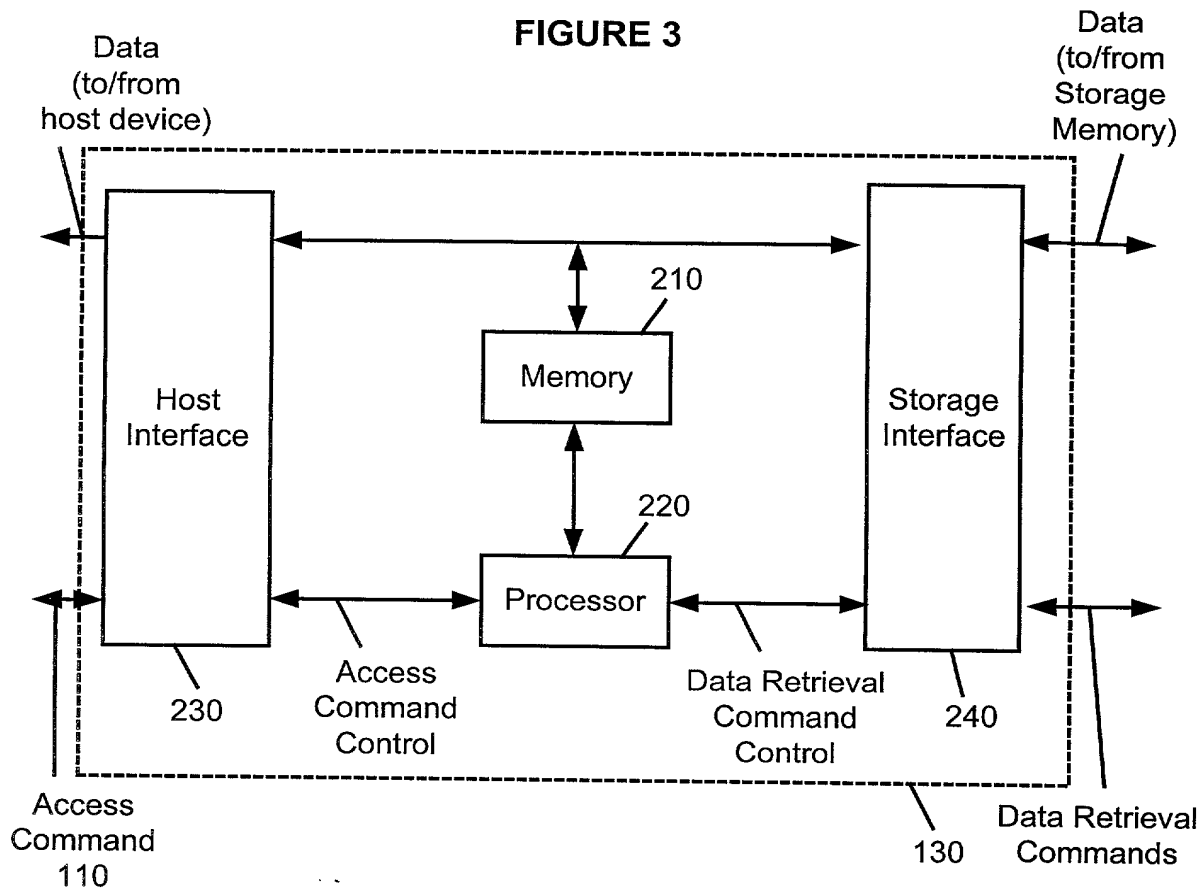 FIGURE 3
Data
(to/from
host device)
Data
(to/from
Storage
Memory)
210
Memory
Host
Interface
Storage
Interface
220
Processor
230
Access
Command
Control
Data Retrieval
Command
Control
240
Access
Command
110
130
Data Retrieval
Commands